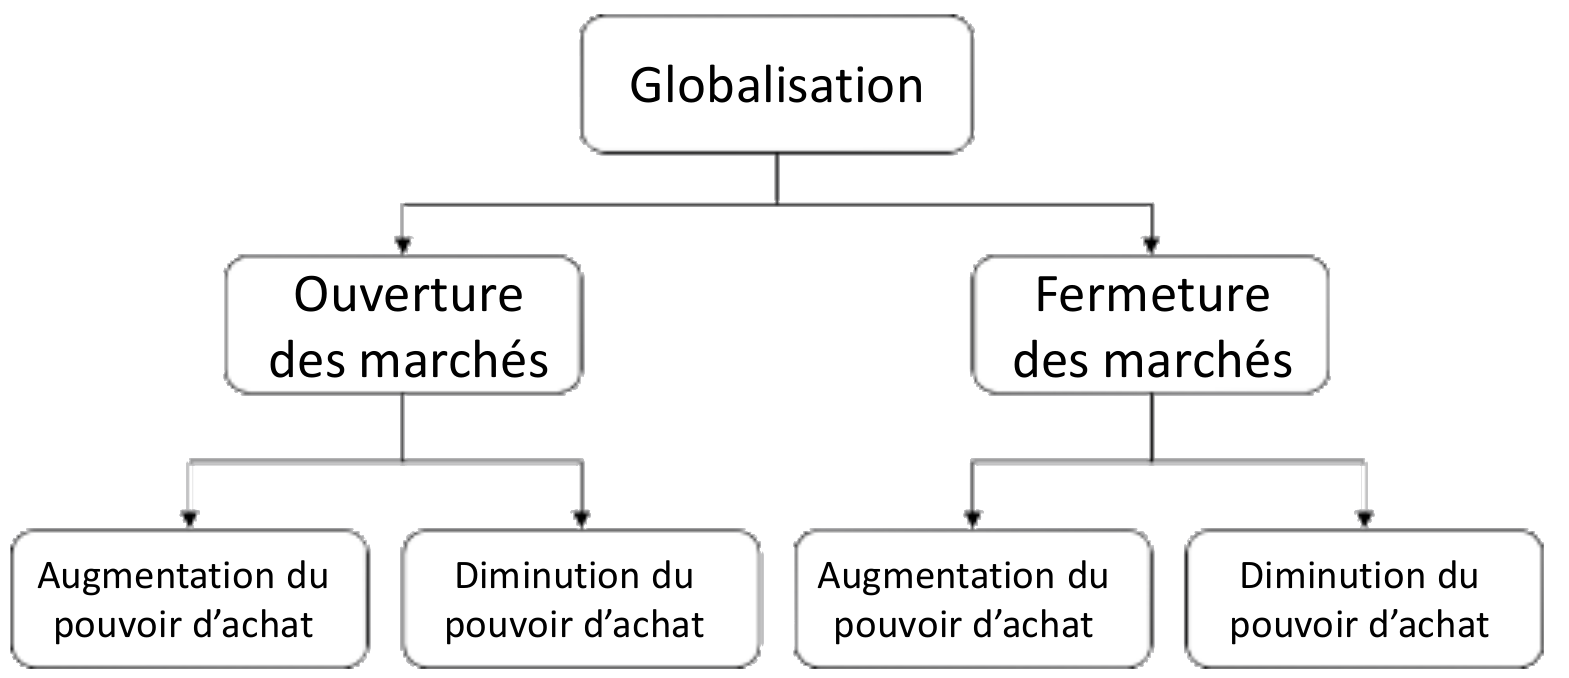 Globalisation
Ouverture
des marchés
Fermeture
des marchés
Augmentation du
pouvoir d’achat
Diminution du
pouvoir d’achat
Augmentation du
pouvoir d’achat
Diminution du
pouvoir d’achat